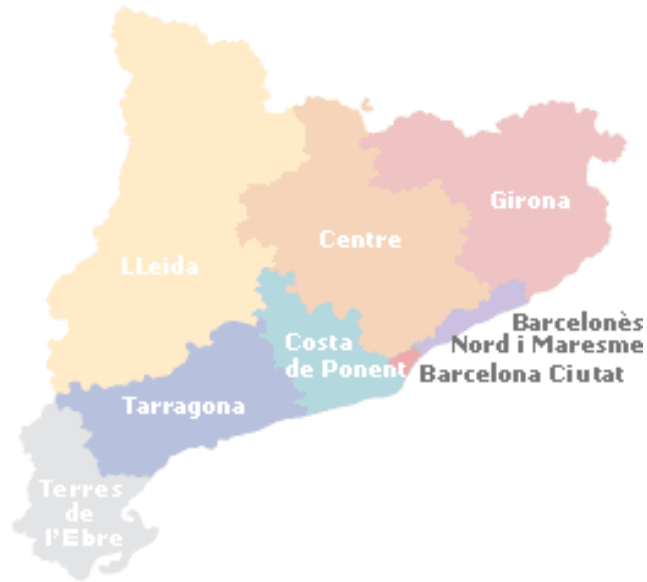 Girona
Centre
LLeida
Barcelonès
Nord i Maresme
Costa
de Ponent
Barcelona Ciutat
Tarragona
Terres
de
l'Ebre